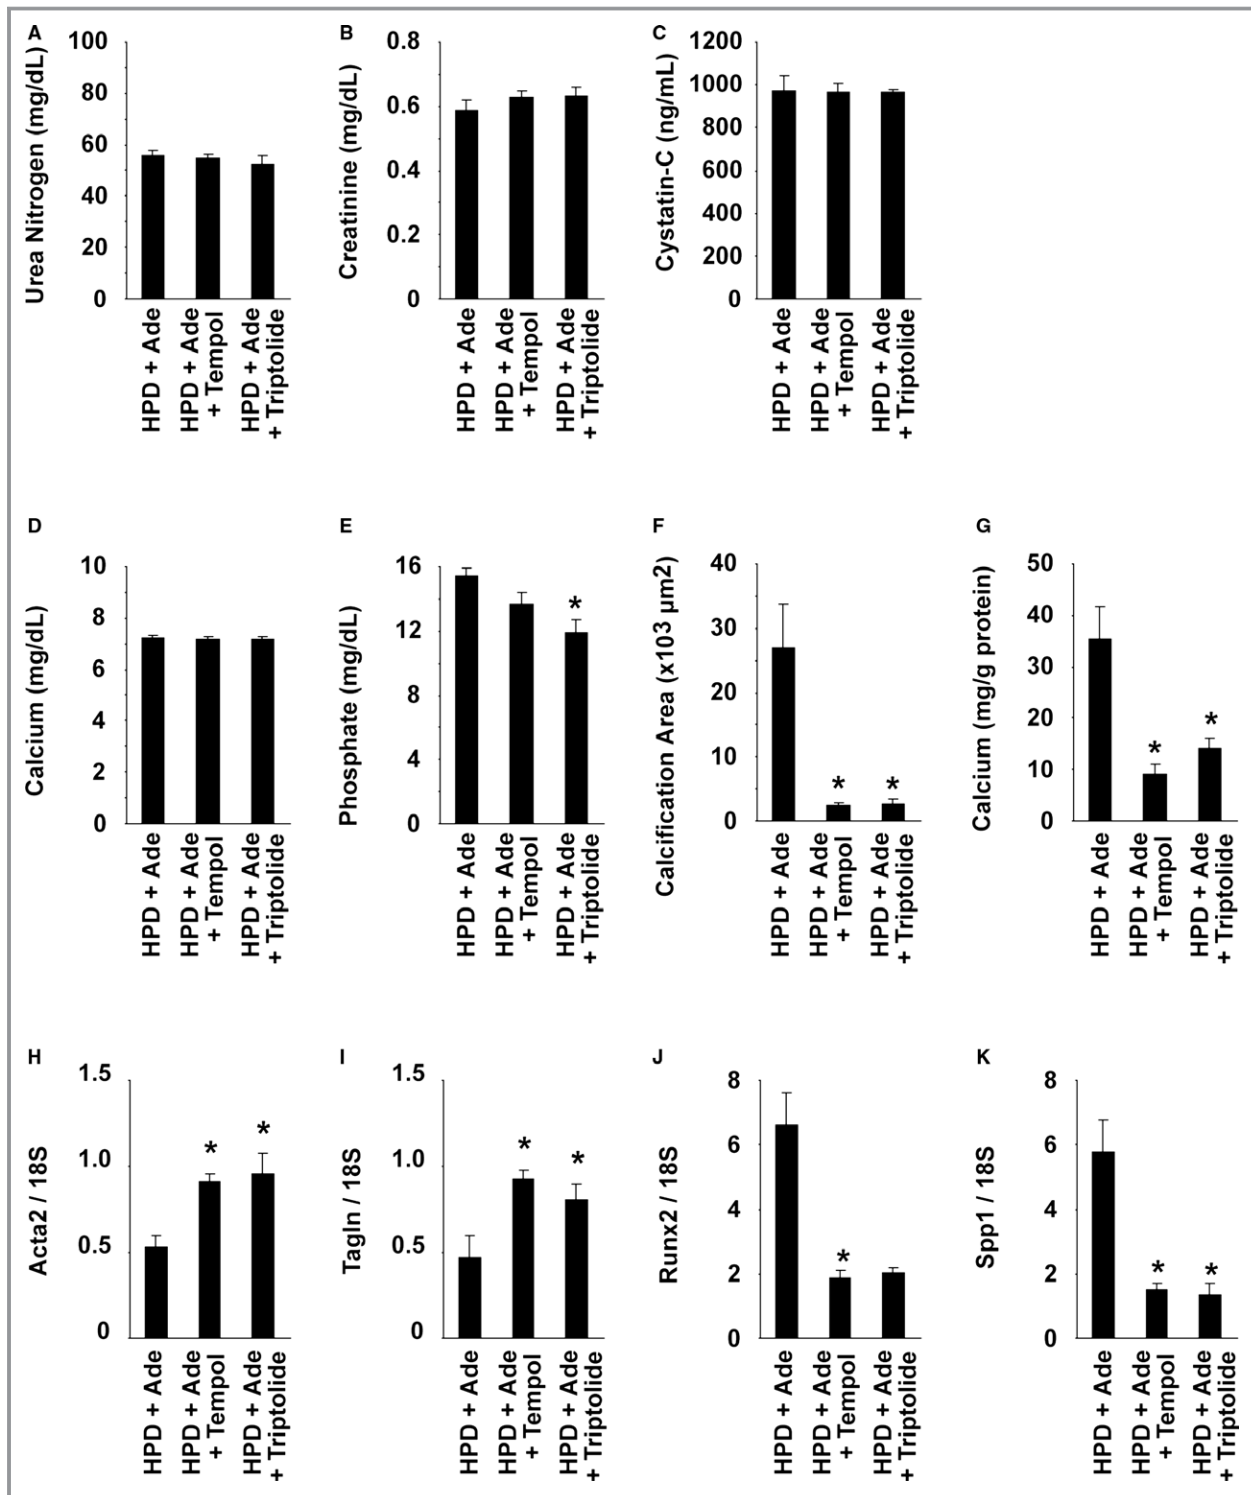 A
Urea Nitrogen (mg/dL)
100
80
60
40
20
0
HPD + Ade
HPD + Ade
+ Tempol
HPD + Ade
+ Triptolide
B
Creatinine (mg/dL)
0.8
0.6
0.4
0.2
0
HPD + Ade
HPD + Ade
+ Tempol
HPD + Ade
+ Triptolide
C
Cystatin-C (ng/mL)
1200
1000
800
600
400
200
0
HPD + Ade
HPD + Ade
+ Tempol
HPD + Ade
+ Triptolide
D
Calcium (mg/dL)
10
8
6
4
2
0
HPD + Ade
HPD + Ade
+ Tempol
HPD + Ade
+ Triptolide
E
Phosphate (mg/dL)
16
12
8
4
0
*
HPD + Ade
HPD + Ade
+ Tempol
HPD + Ade
+ Triptolide
F
Calcification Area (x10³ µm²)
40
30
20
10
0
* *
HPD + Ade
HPD + Ade
+ Tempol
HPD + Ade
+ Triptolide
G
Calcium (mg/g protein)
50
40
30
20
10
0
* *
HPD + Ade
HPD + Ade
+ Tempol
HPD + Ade
+ Triptolide
H
Acta2 / 18S
1.5
1.0
0.5
0
* *
HPD + Ade
HPD + Ade
+ Tempol
HPD + Ade
+ Triptolide
I
Tagln / 18S
1.5
1.0
0.5
0
* *
HPD + Ade
HPD + Ade
+ Tempol
HPD + Ade
+ Triptolide
J
Runx2 / 18S
8
6
4
2
0
*
HPD + Ade
HPD + Ade
+ Tempol
HPD + Ade
+ Triptolide
K
Spp1 / 18S
8
6
4
2
0
* *
HPD + Ade
HPD + Ade
+ Tempol
HPD + Ade
+ Triptolide